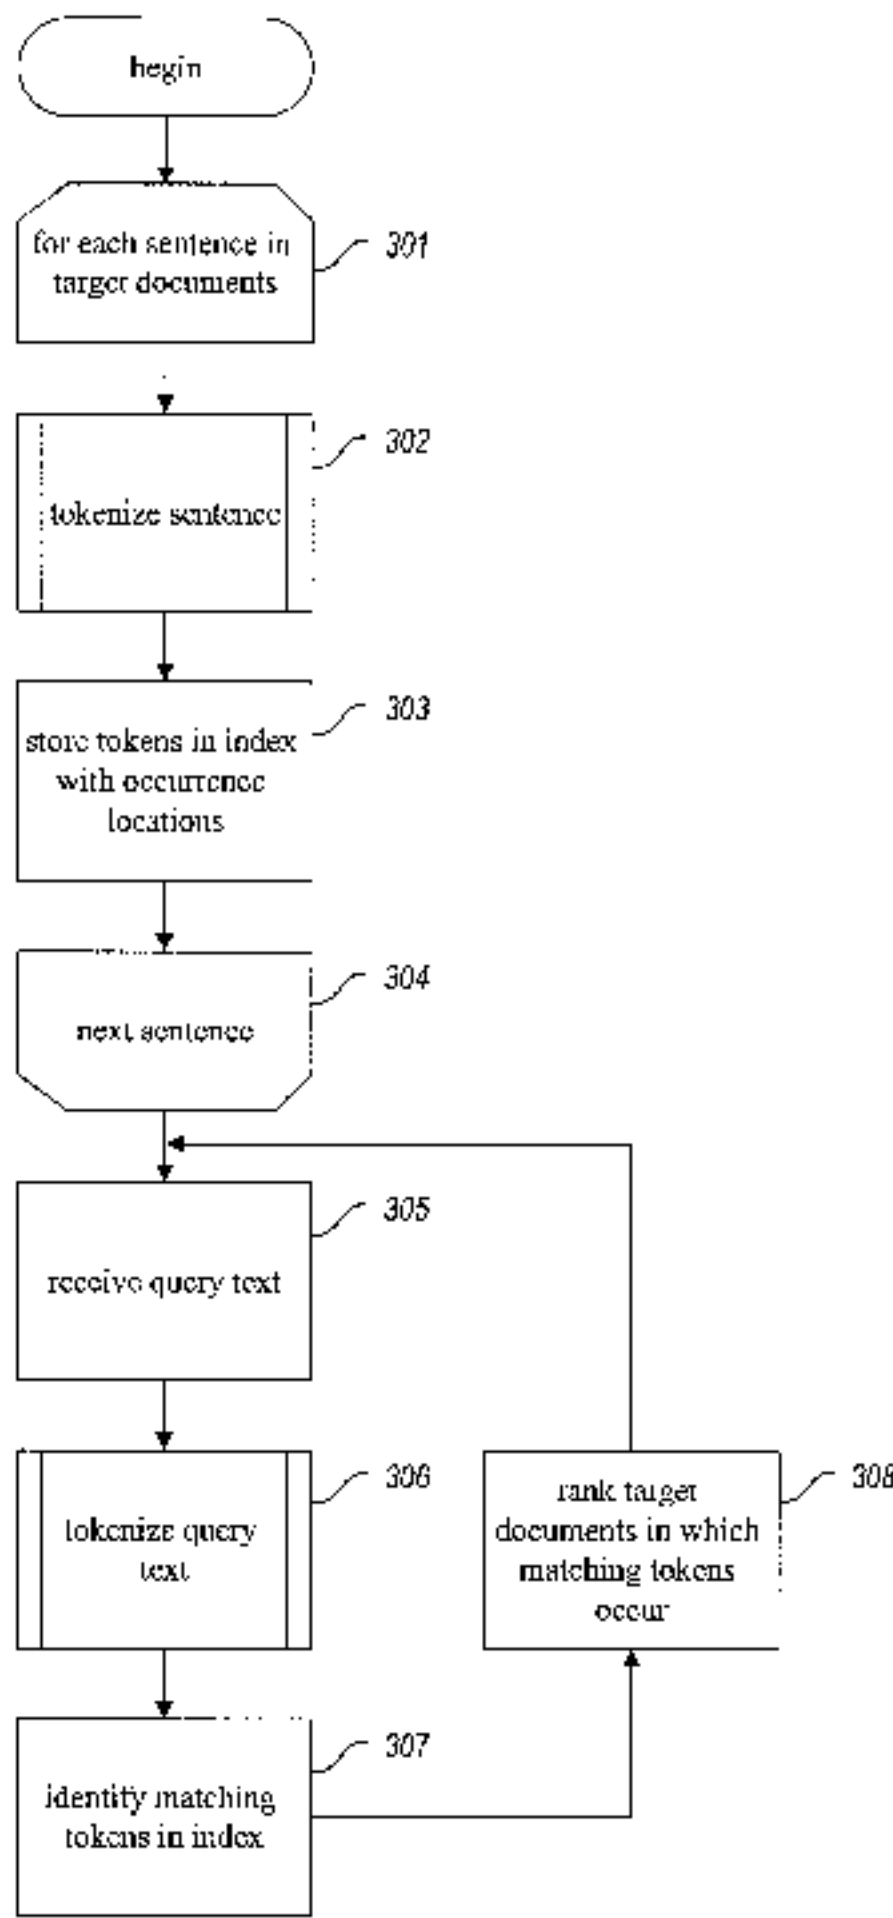 begin
for each sentence in
target documents
301
302
tokenize sentence
303
store tokens in index
with occurrence
locations
304
next sentence
305
receive query text
306
tokenize query
text
308
rank target
documents in which
matching tokens
occur
307
identify matching
tokens in index